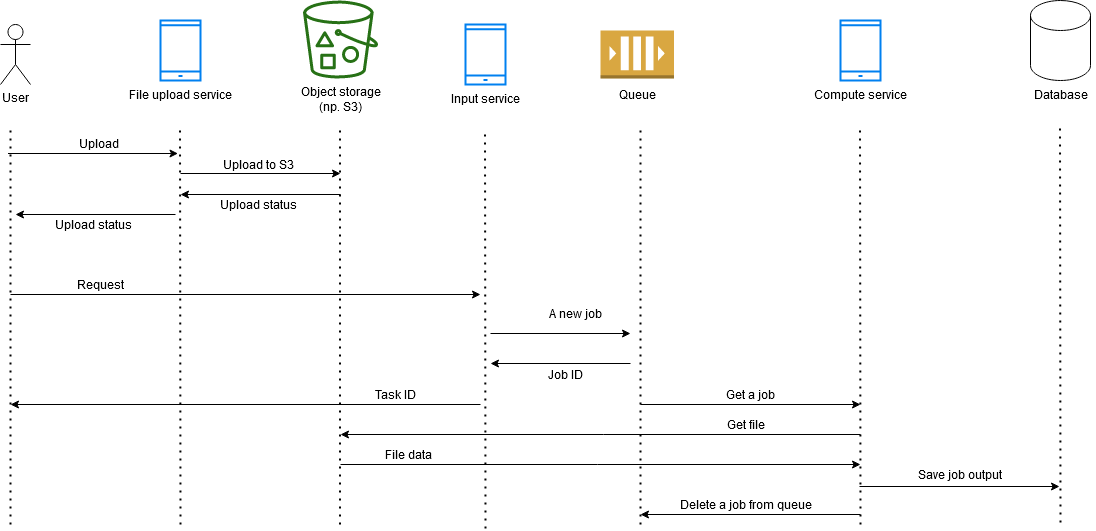 User
File upload service
Object storage
(np. S3)
Input service
Queue
Compute service
Database
Upload
Upload to S3
Upload status
Upload status
Request
A new job
Job ID
Task ID
Get a job
Get file
File data
Save job output
Delete a job from queue